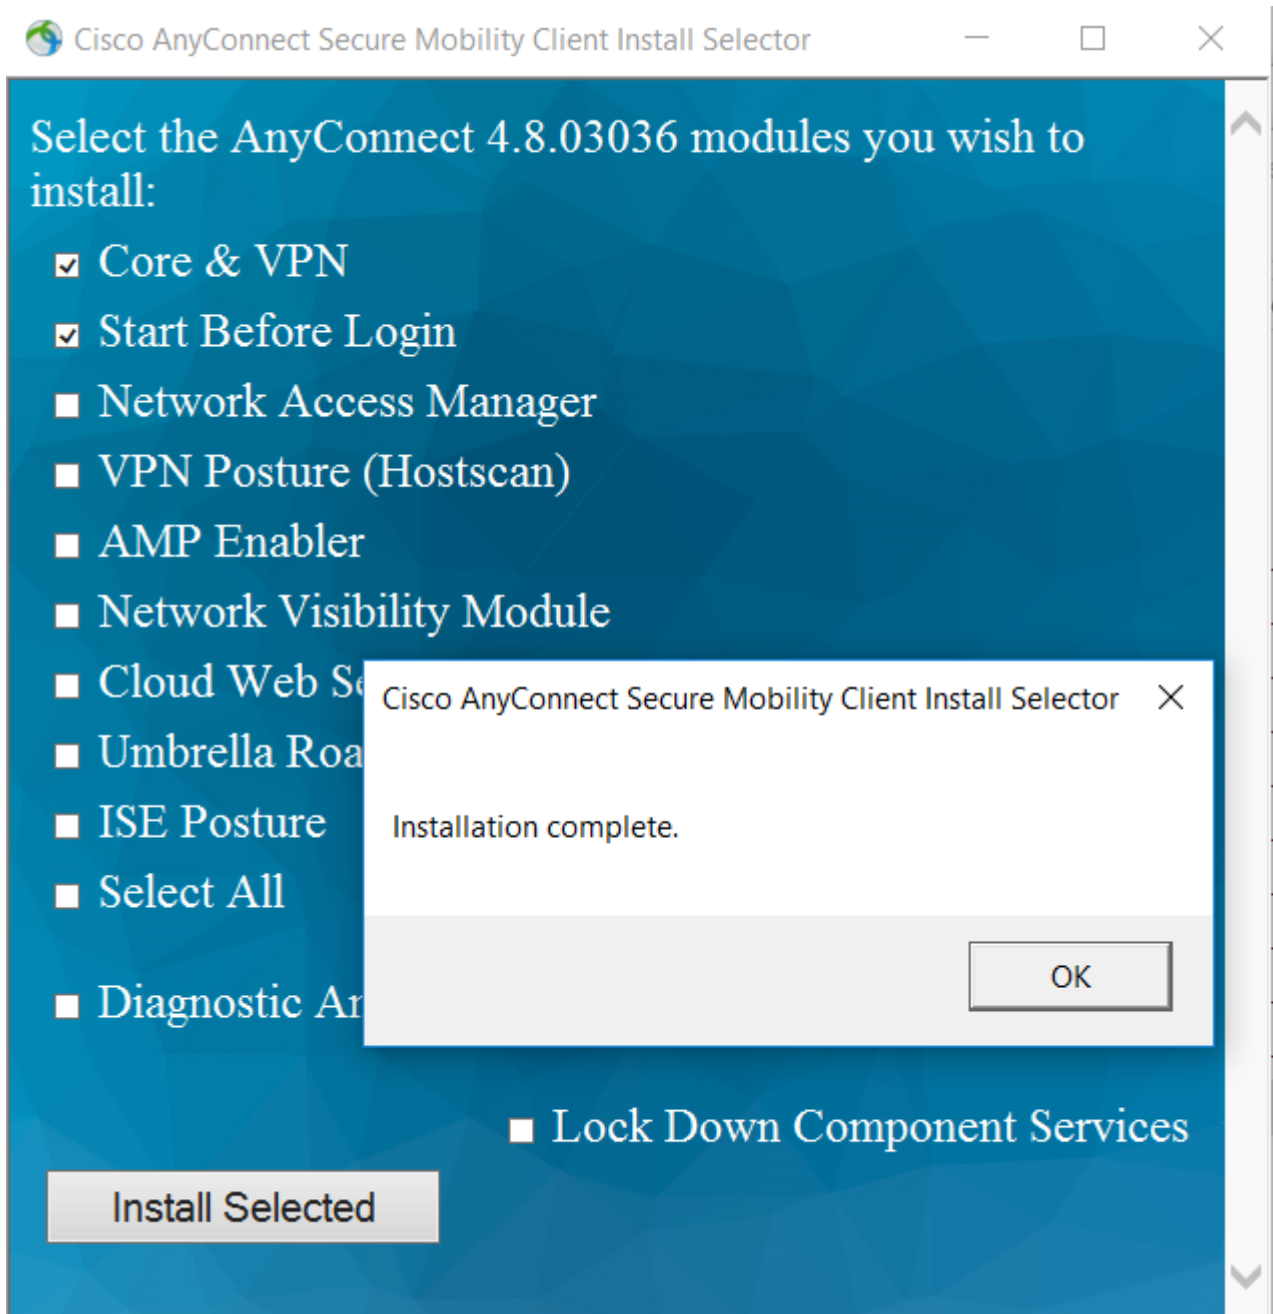 Cisco AnyConnect Secure Mobility Client Install Selector
Select the AnyConnect 4.8.03036 modules you wish to
install:
Core & VPN
Start Before Login
Network Access Manager
VPN Posture (Hostscan)
AMP Enabler
Network Visibility Module
Cloud Web
Umbrella
ISE Posture
Select All
Diagnostic
Cisco AnyConnect Secure Mobility Client Install Selector
Installation complete.
OK
Lock Down Component Services
Install Selected